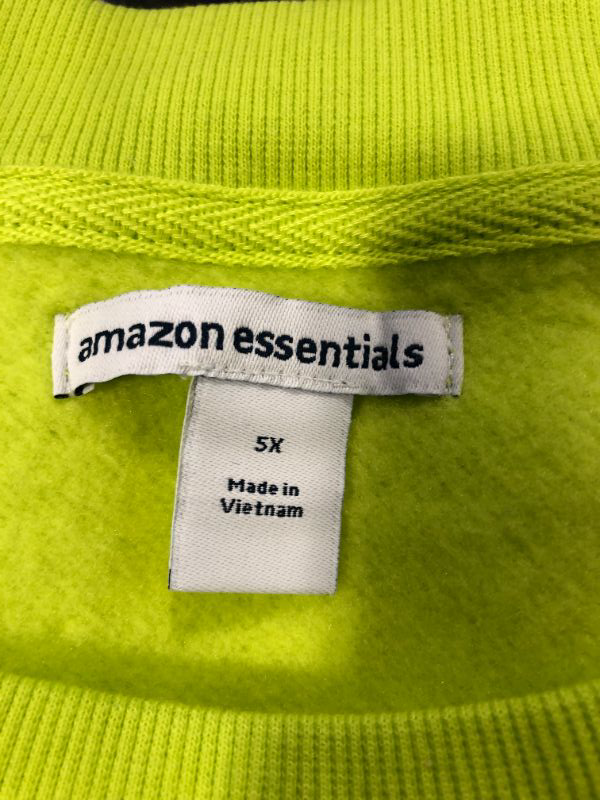 amazon essentials
5X
Made in
Vietnam